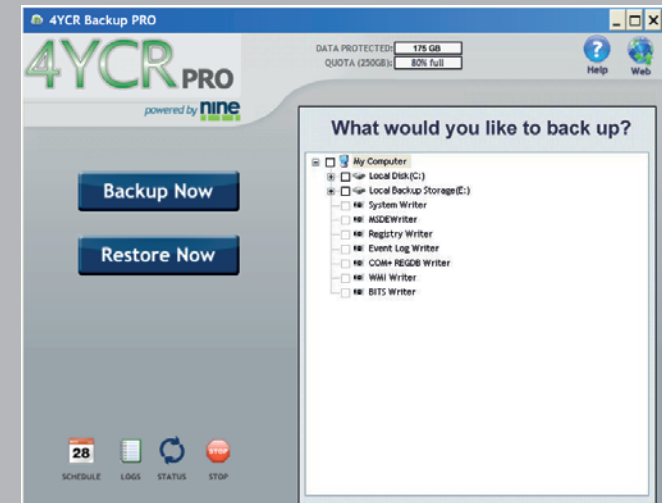 4YCR Backup PRO
4YCR PRO
powered by nine
DATA PROTECTED: 175 GB
QUOTA (250GB): 80% full
Help
Web
What would you like to back up?
My Computer
Local Disk(C:)
Local Backup Storage(E:)
System Writer
MSDEWriter
Registry Writer
Event Log Writer
COM+ REGDB Writer
WMI Writer
BITS Writer
Backup Now
Restore Now
28
STOP
SCHEDULE
LOGS
STATUS
STOP